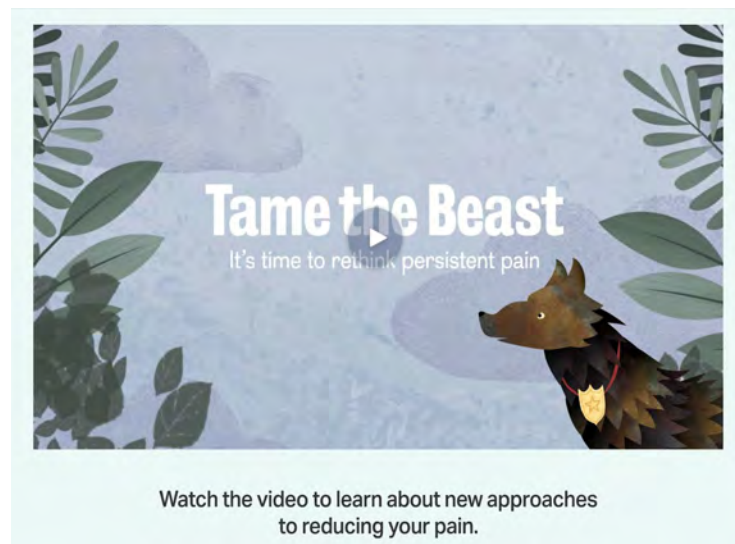 Tame the Beast
It's time to rethink persistent pain
Watch the video to learn about new approaches
to reducing your pain.